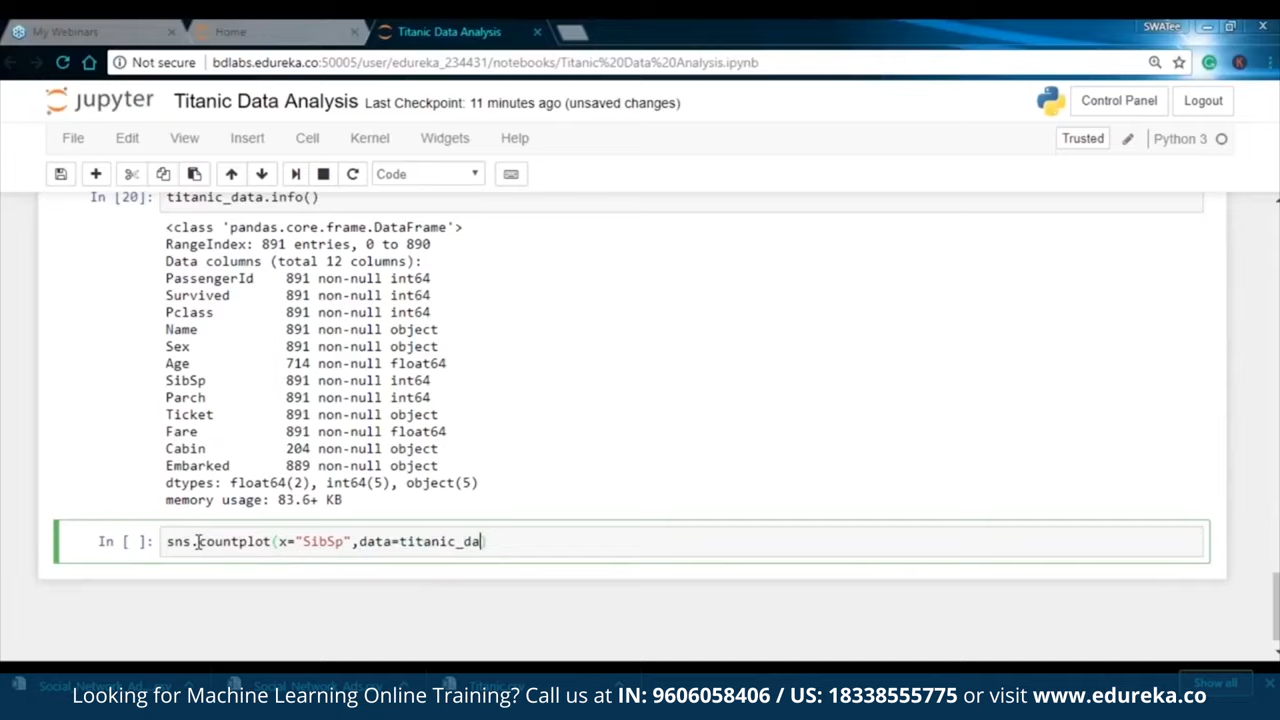 SWATee
My Webinars
Home
Titanic Data Analysis
Not secure bdlabs.edureka.co:50005/user/edureka_234431/notebooks/Titanic%20Data%20Analysis.ipynb
jupyter Titanic Data Analysis Last Checkpoint: 11 minutes ago (unsaved changes)
Control Panel Logout
File Edit View Insert Cell Kernel Widgets Help
Trusted Python 3
Code
In [20]: titanic_data.info()
<class 'pandas.core.frame.DataFrame'>
RangeIndex: 891 entries, 0 to 890
Data columns (total 12 columns):
PassengerId 891 non-null int64
Survived 891 non-null int64
Pclass 891 non-null int64
Name 891 non-null object
Sex 891 non-null object
Age 714 non-null float64
SibSp 891 non-null int64
Parch 891 non-null int64
Ticket 891 non-null object
Fare 891 non-null float64
Cabin 204 non-null object
Embarked 889 non-null object
dtypes: float64(2), int64(5), object(5)
memory usage: 83.6+ KB
In [ ]: sns.countplot(x="SibSp",data=titanic_da)
Show all
Looking for Machine Learning Online Training? Call us at IN: 9606058406 / US: 18338555775 or visit www.edureka.co